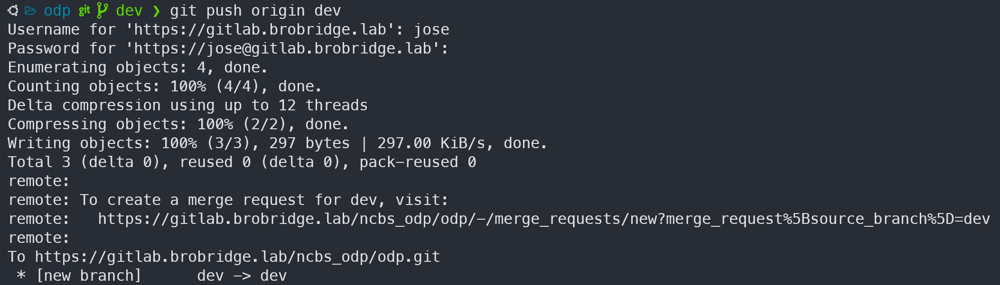 odp git dev ❯ git push origin dev
Username for 'https://gitlab.brobridge.lab': jose
Password for 'https://jose@gitlab.brobridge.lab':
Enumerating objects: 4, done.
Counting objects: 100% (4/4), done.
Delta compression using up to 12 threads
Compressing objects: 100% (2/2), done.
Writing objects: 100% (3/3), 297 bytes | 297.00 KiB/s, done.
Total 3 (delta 0), reused 0 (delta 0), pack-reused 0
remote:
remote: To create a merge request for dev, visit:
remote:   https://gitlab.brobridge.lab/ncbs_odp/odp/-/merge_requests/new?merge_request%5Bsource_branch%5D=dev
remote:
To https://gitlab.brobridge.lab/ncbs_odp/odp.git
 * [new branch]      dev -> dev